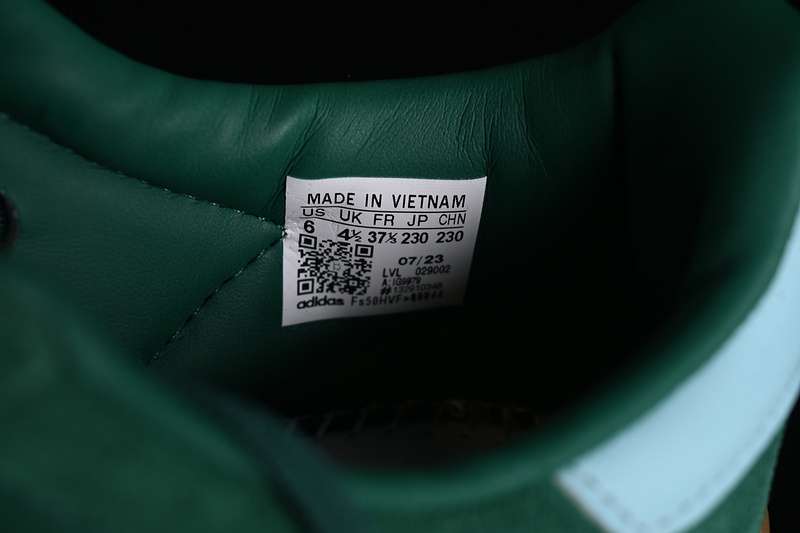 MADE IN VIETNAM
US UK FR JP CHN
6 4½ 37⅓ 230 230
07/23
LVL 029002
A. IG9979
adidas